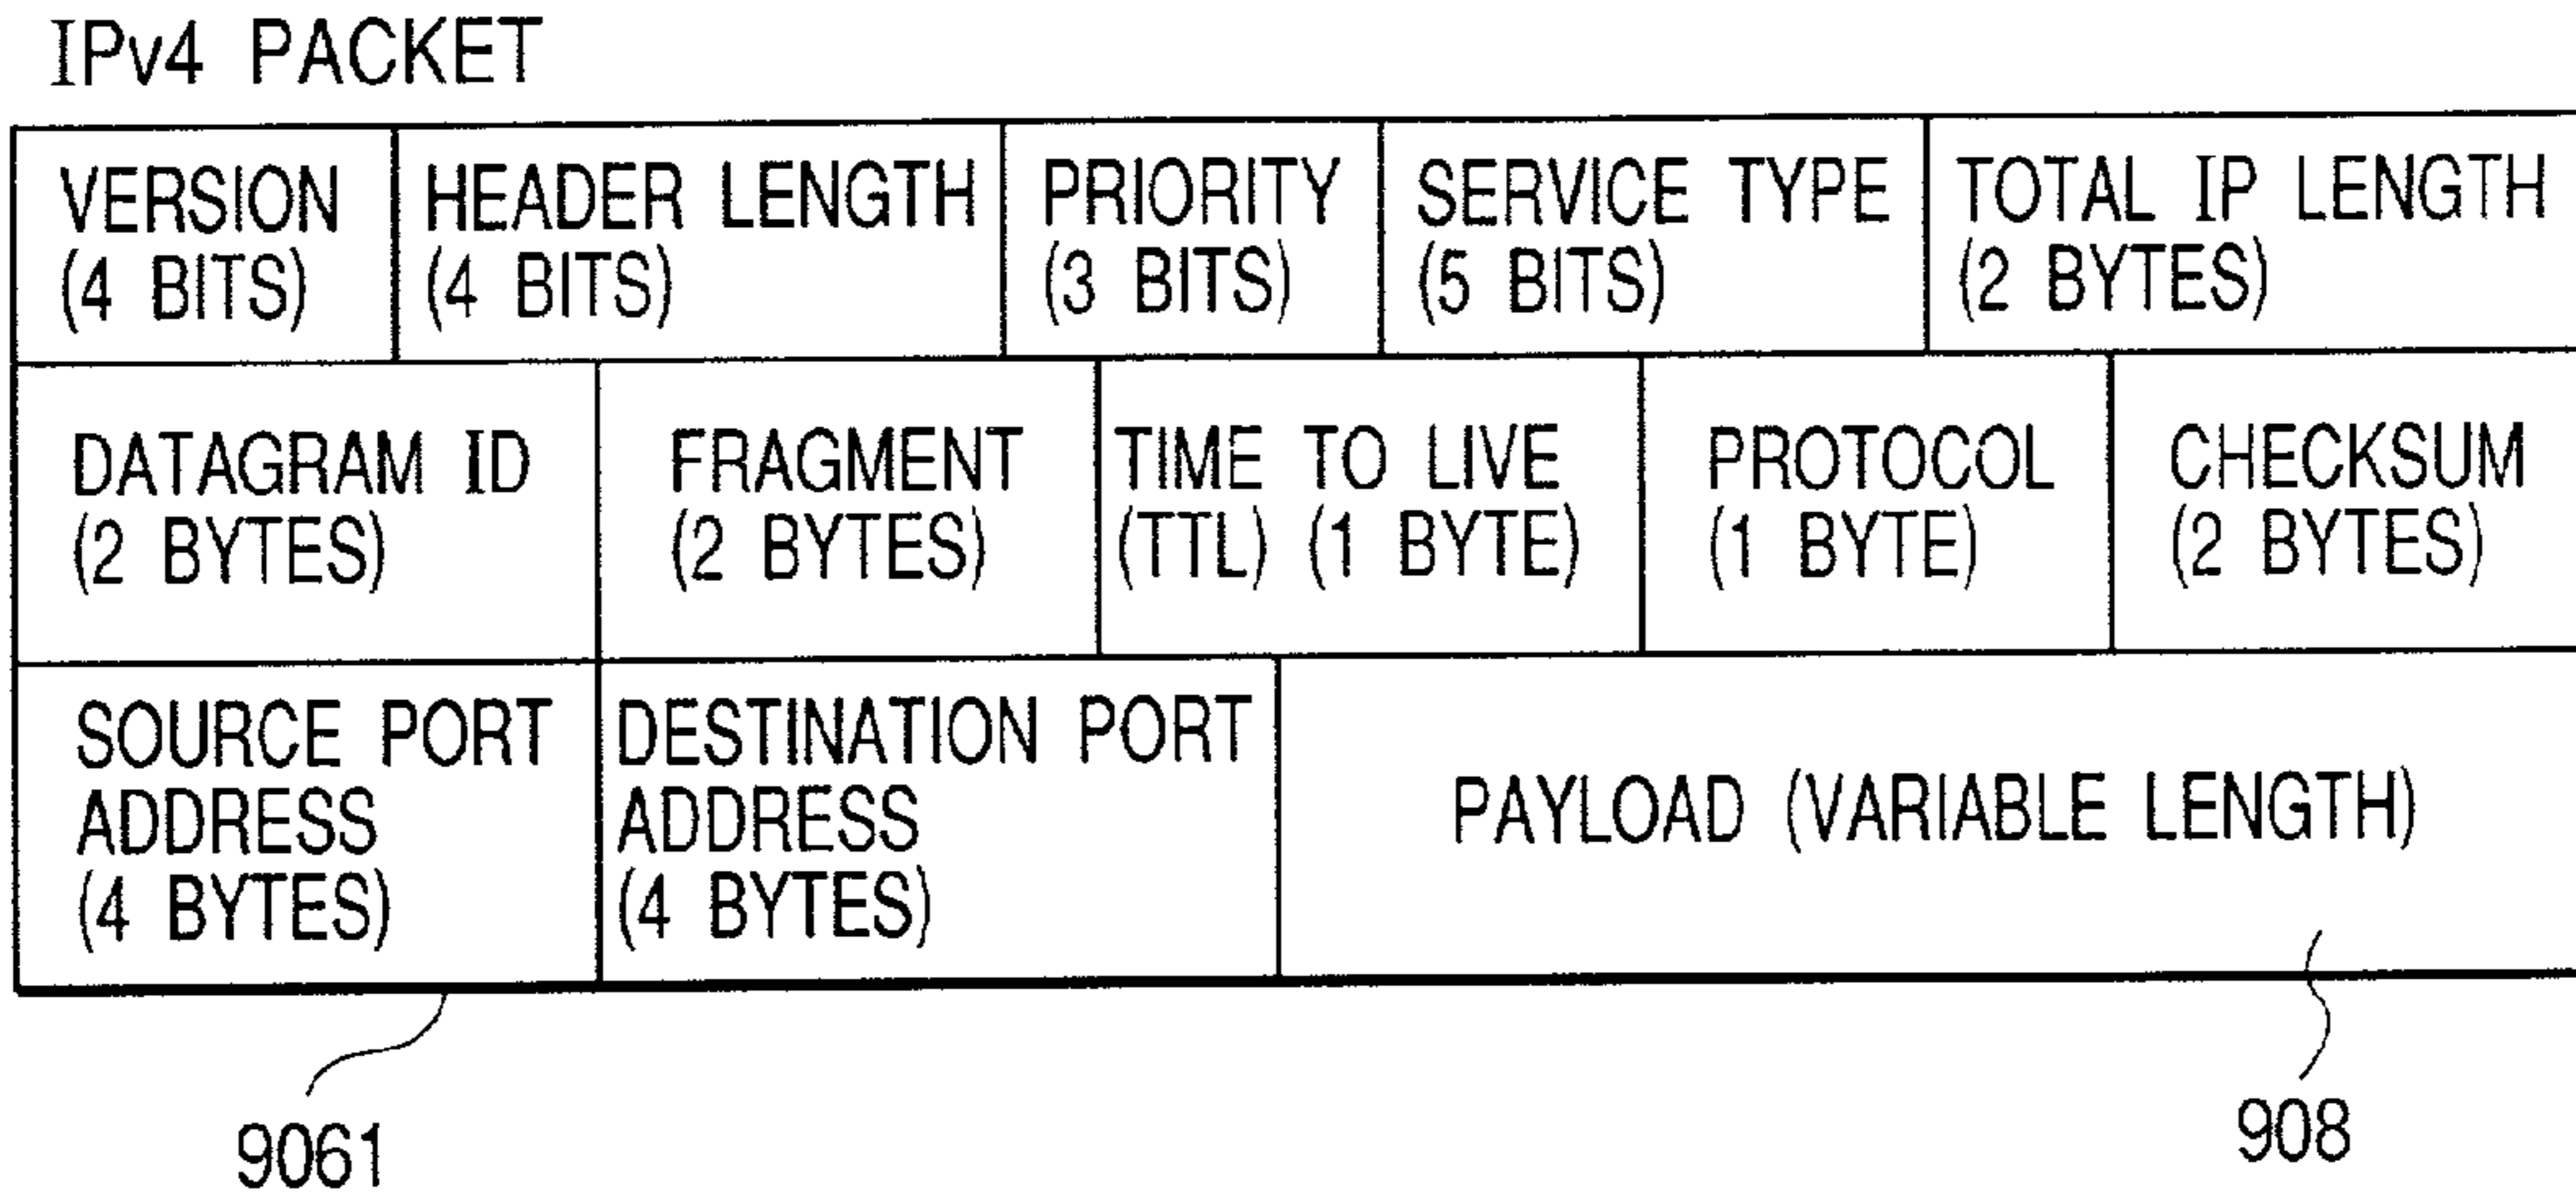 IPv4 PACKET
VERSION
(4 BITS)
HEADER LENGTH
(4 BITS)
PRIORITY
(3 BITS)
SERVICE TYPE
(5 BITS)
TOTAL IP LENGTH
(2 BYTES)
DATAGRAM ID
(2 BYTES)
FRAGMENT
(2 BYTES)
TIME TO LIVE
(TTL) (1 BYTE)
PROTOCOL
(1 BYTE)
CHECKSUM
(2 BYTES)
SOURCE PORT
ADDRESS
(4 BYTES)
DESTINATION PORT
ADDRESS
(4 BYTES)
PAYLOAD (VARIABLE LENGTH)
9061
908